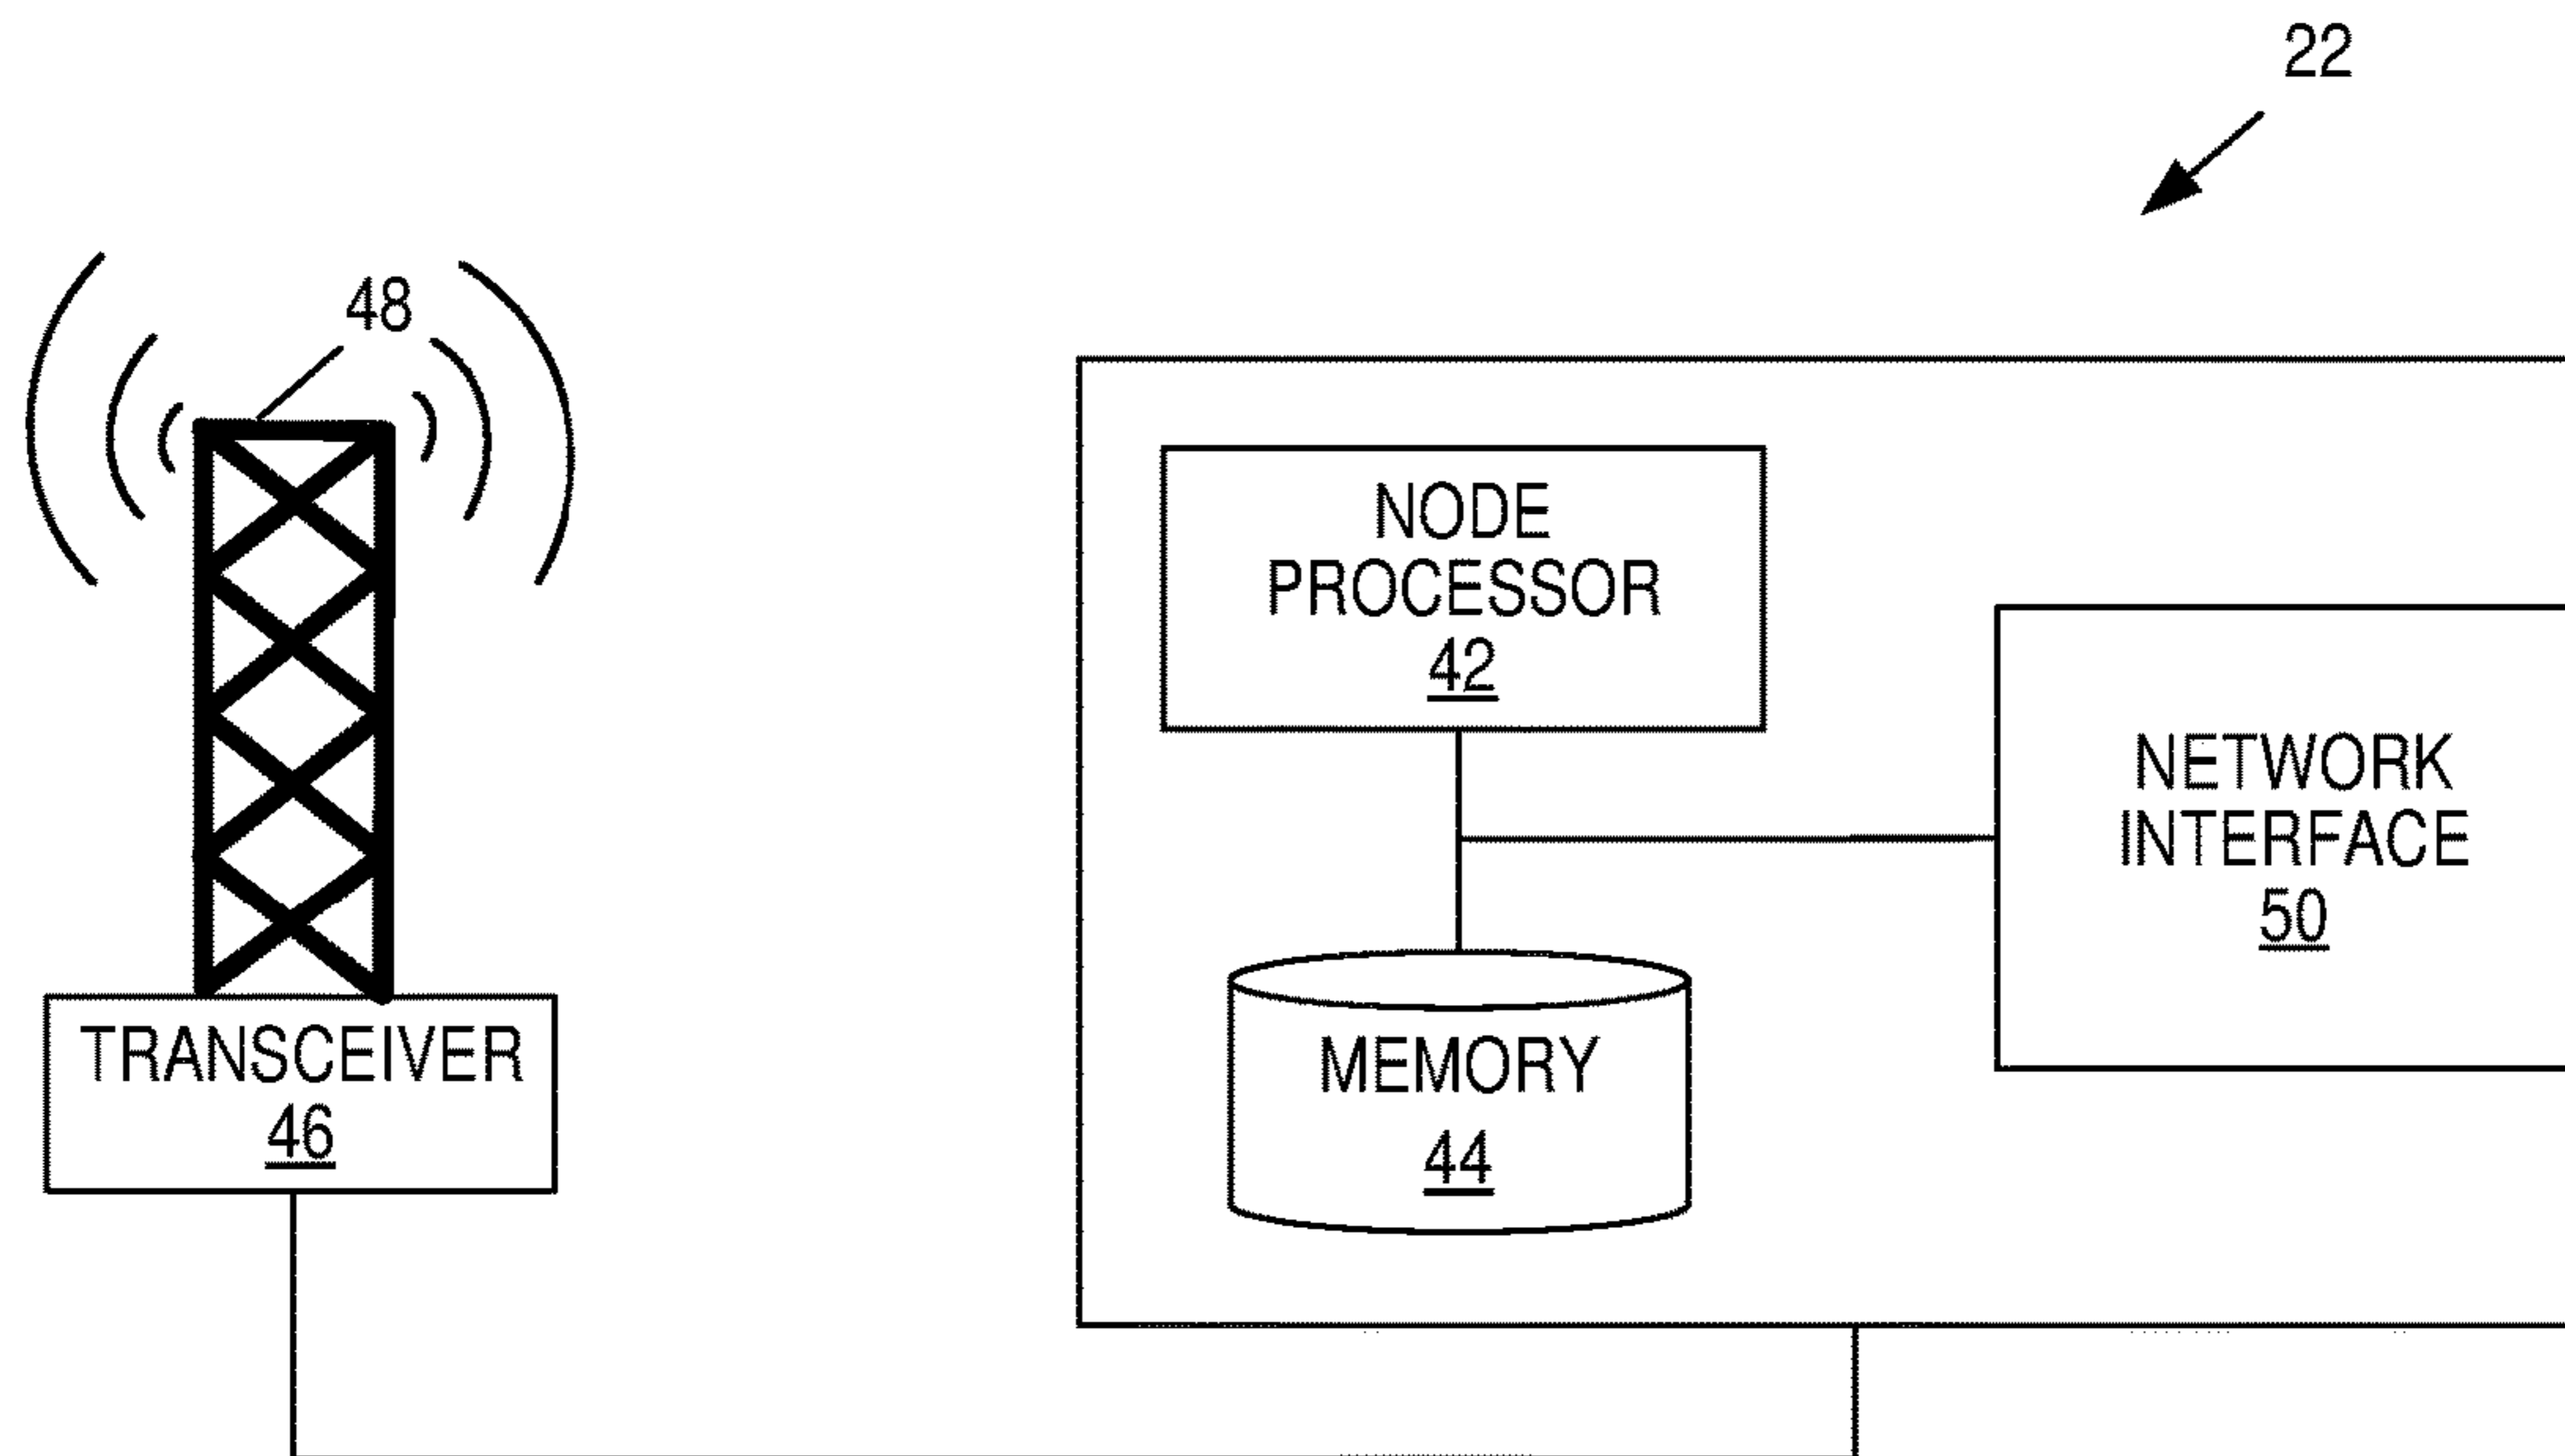 22
48
NODE
PROCESSOR
42
NETWORK
INTERFACE
50
MEMORY
44
TRANSCEIVER
46